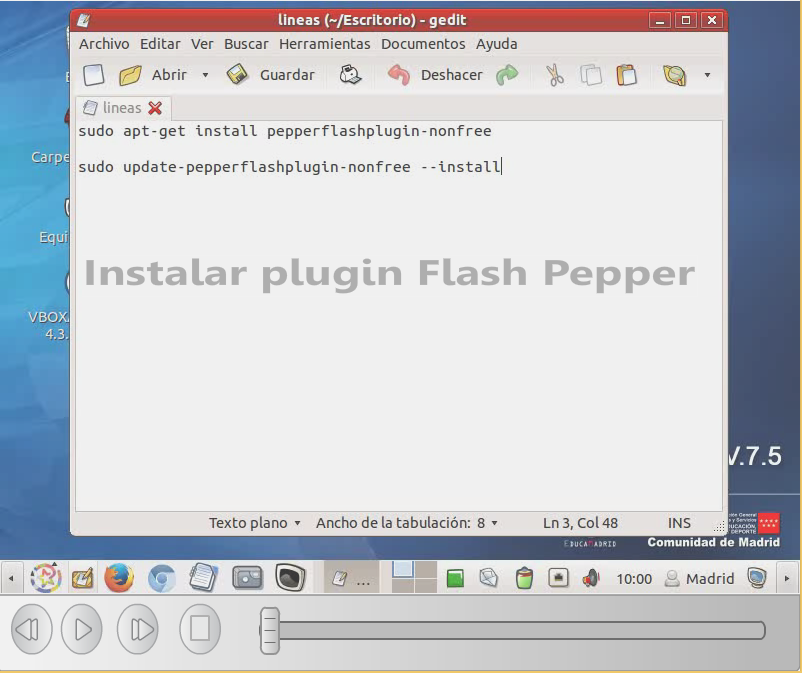 lineas (~/Escritorio) - gedit
Archivo Editar Ver Buscar Herramientas Documentos Ayuda
Abrir Guardar Deshacer
lineas
sudo apt-get install pepperflashplugin-nonfree
sudo update-pepperflashplugin-nonfree --install
Carpe
Equi
Instalar plugin Flash Pepper
VBOX
4.3.
V.7.5
Texto plano Ancho de la tabulación: 8 Ln 3, Col 48 INS
EDUCAMADRID Comunidad de Madrid
... 10:00 Madrid